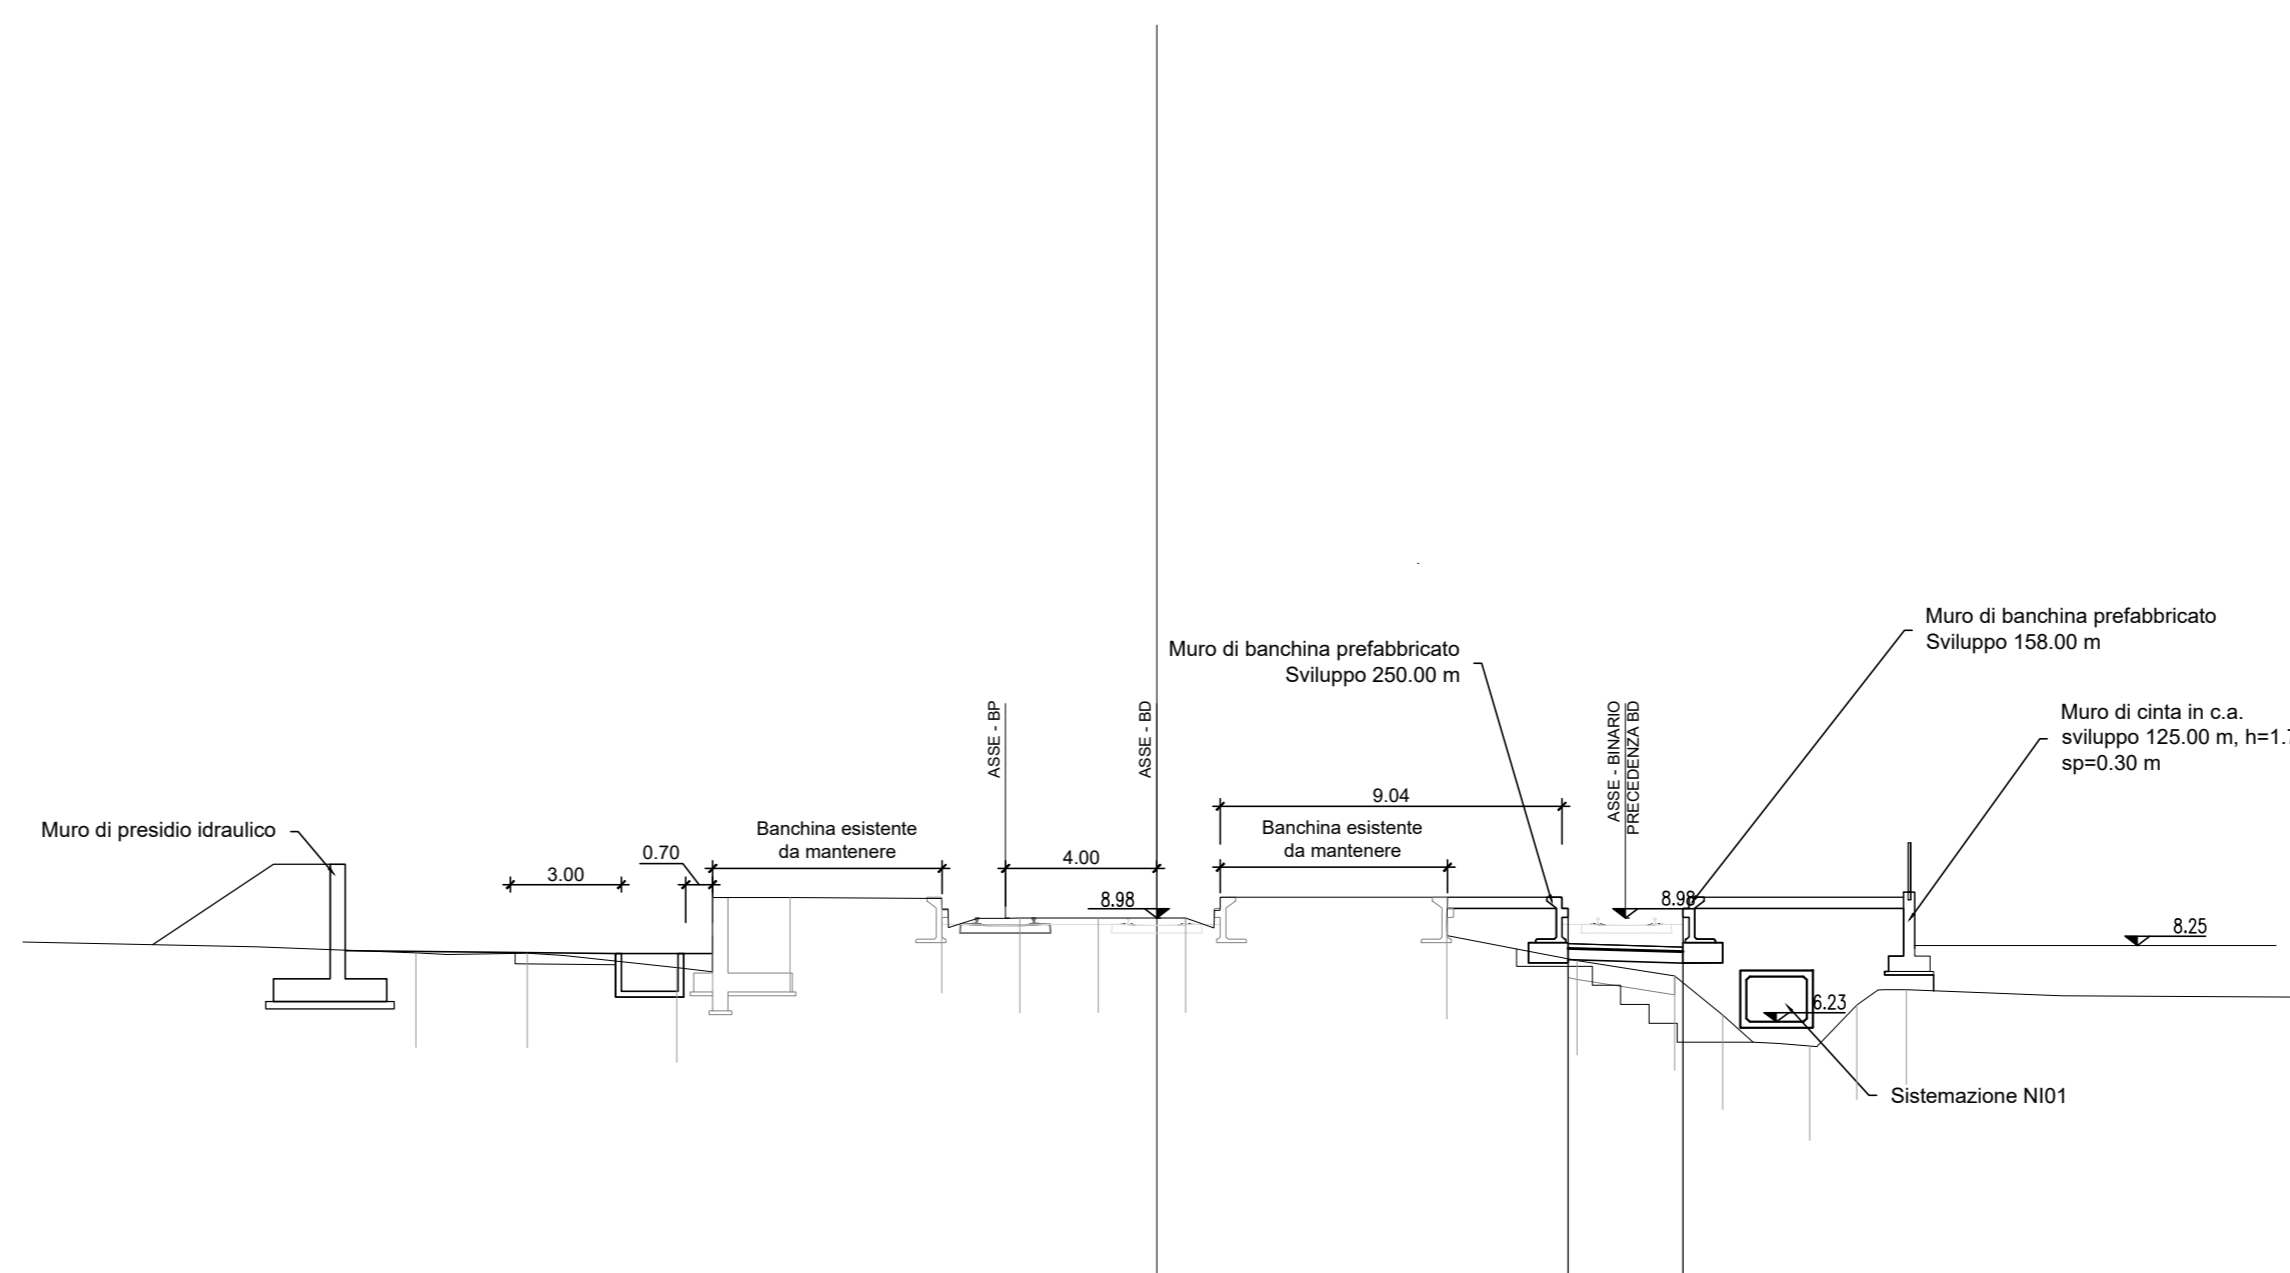 Muro di banchina prefabbricato
Sviluppo 158.00 m
Muro di banchina prefabbricato
Sviluppo 250.00 m
ASSE - BP
ASSE - BD
ASSE - BINARIO
PRECEDENZA BD
Muro di cinta in c.a.
sviluppo 125.00 m, h=1.7
sp=0.30 m
9.04
Muro di presidio idraulico
Banchina esistente
da mantenere
Banchina esistente
da mantenere
0.70
4.00
3.00
8.98
8.98
8.25
6.23
Sistemazione NI01